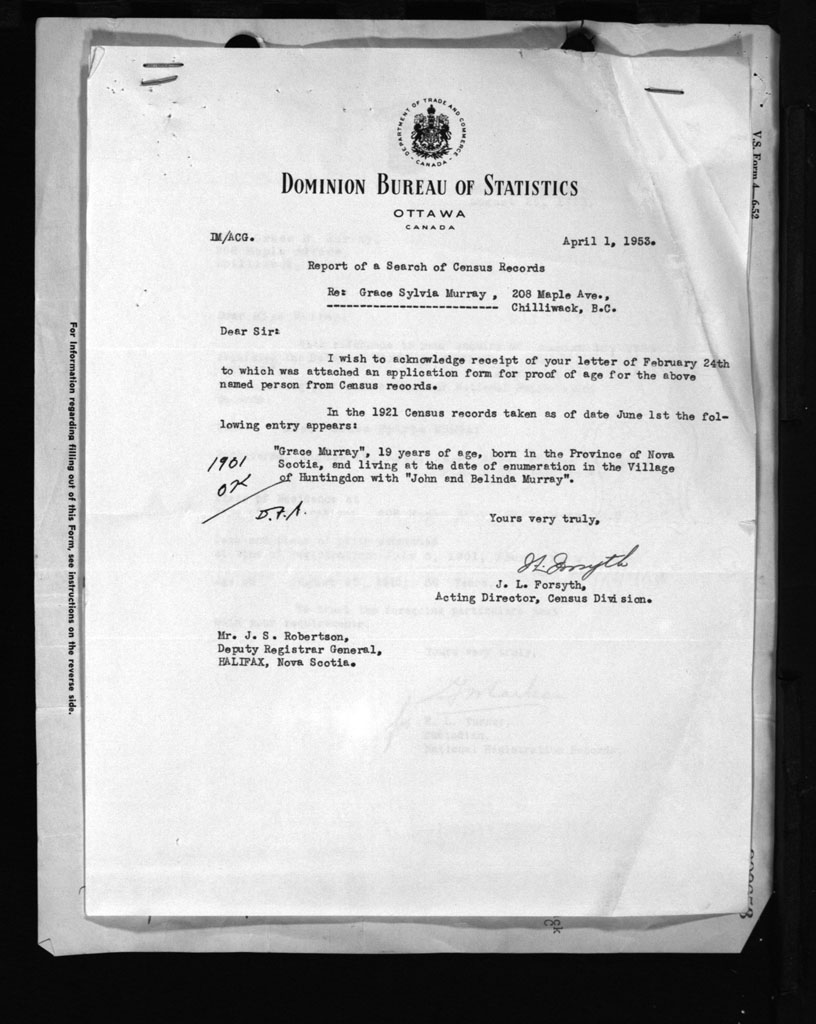 DEPARTMENT OF TRADE AND COMMERCE
CANADA
DOMINION BUREAU OF STATISTICS
OTTAWA
CANADA
IM/ACG.
April 1, 1953.
Report of a Search of Census Records
Re: Grace Sylvia Murray, 208 Maple Ave.,
Chilliwack, B.C.
Dear Sir:
I wish to acknowledge receipt of your letter of February 24th
to which was attached an application form for proof of age for the above
named person from Census records.
In the 1921 Census records taken as of date June 1st the fol-
lowing entry appears:
"Grace Murray", 19 years of age, born in the Province of Nova
Scotia, and living at the date of enumeration in the Village
of Huntingdon with "John and Belinda Murray".
1901
OK
D.F.A.
Yours very truly,
J. L. Forsyth
J. L. Forsyth,
Acting Director, Census Division.
Mr. J. S. Robertson,
Deputy Registrar General,
HALIFAX, Nova Scotia.
For Information regarding filling out of this Form, see instructions on the reverse side.
V.S. Form 4 6-52